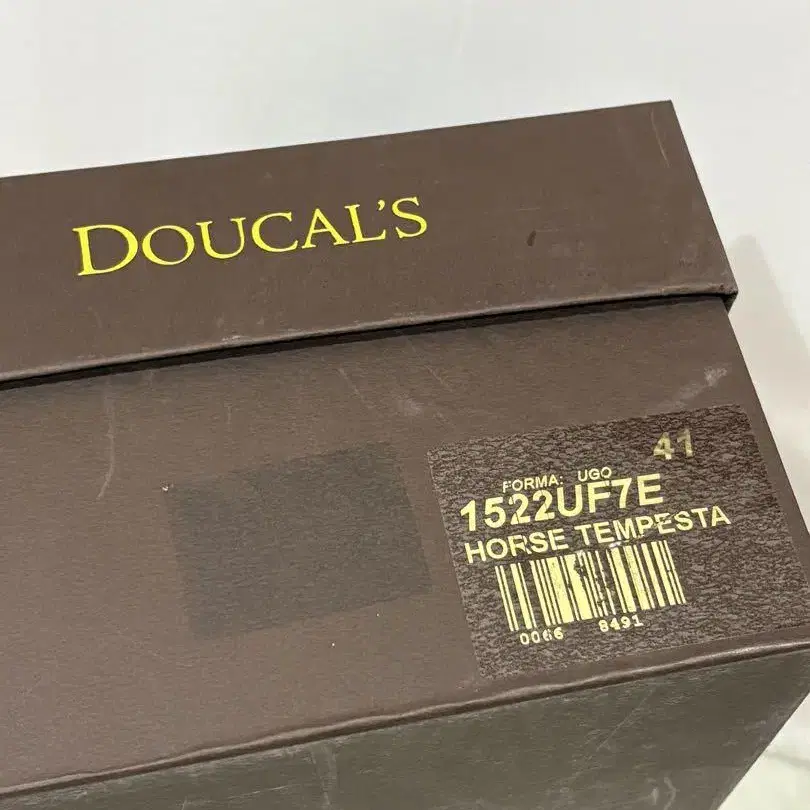 DOUCAL'S
41
FORMA: UGO
1522UF7E
HORSE TEMPESTA
0066 8491